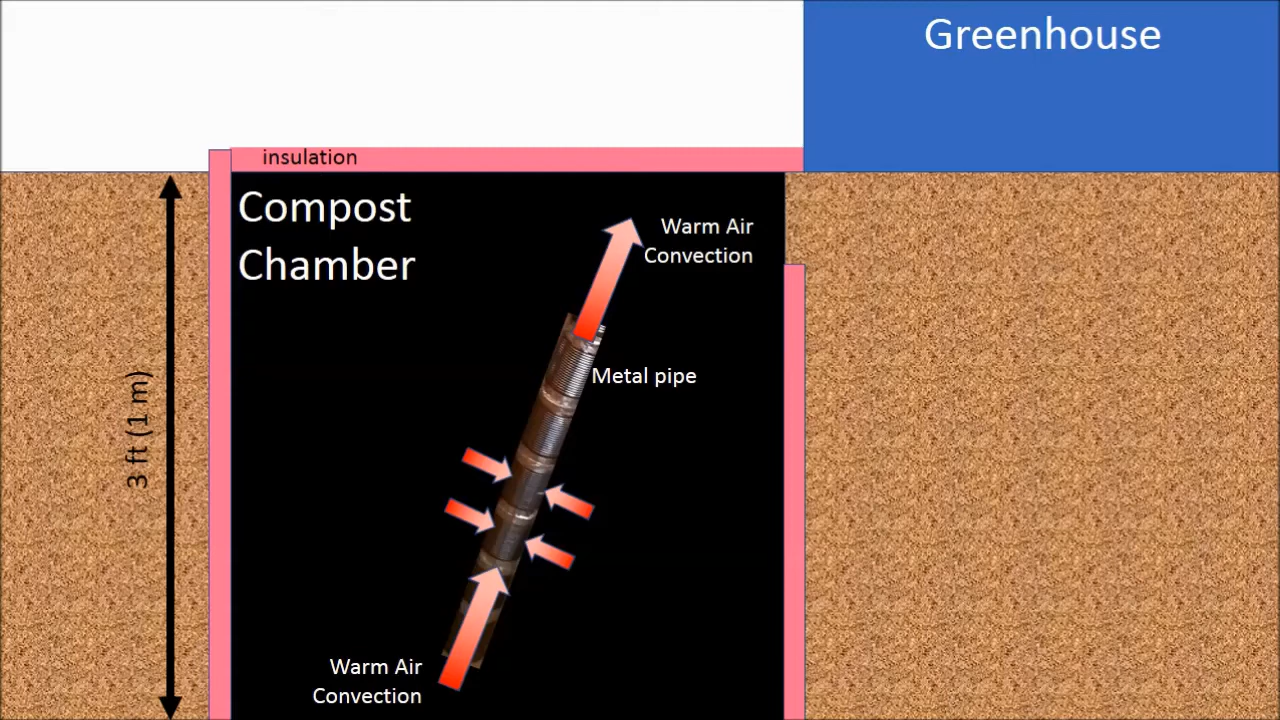 Greenhouse
insulation
Compost
Chamber
Warm Air
Convection
Metal pipe
3 ft (1 m)
Warm Air
Convection